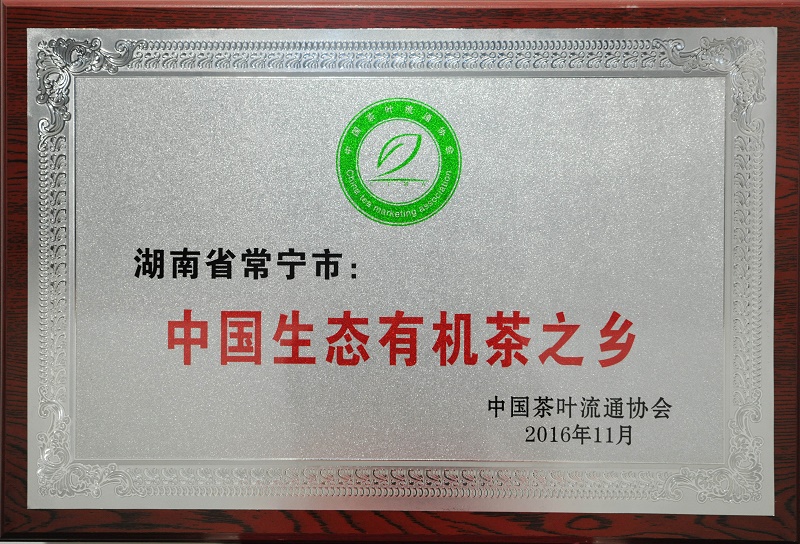 中国茶叶流通协会
China tea marketing association
湖南省常宁市：
中国生态有机茶之乡
中国茶叶流通协会
2016年11月